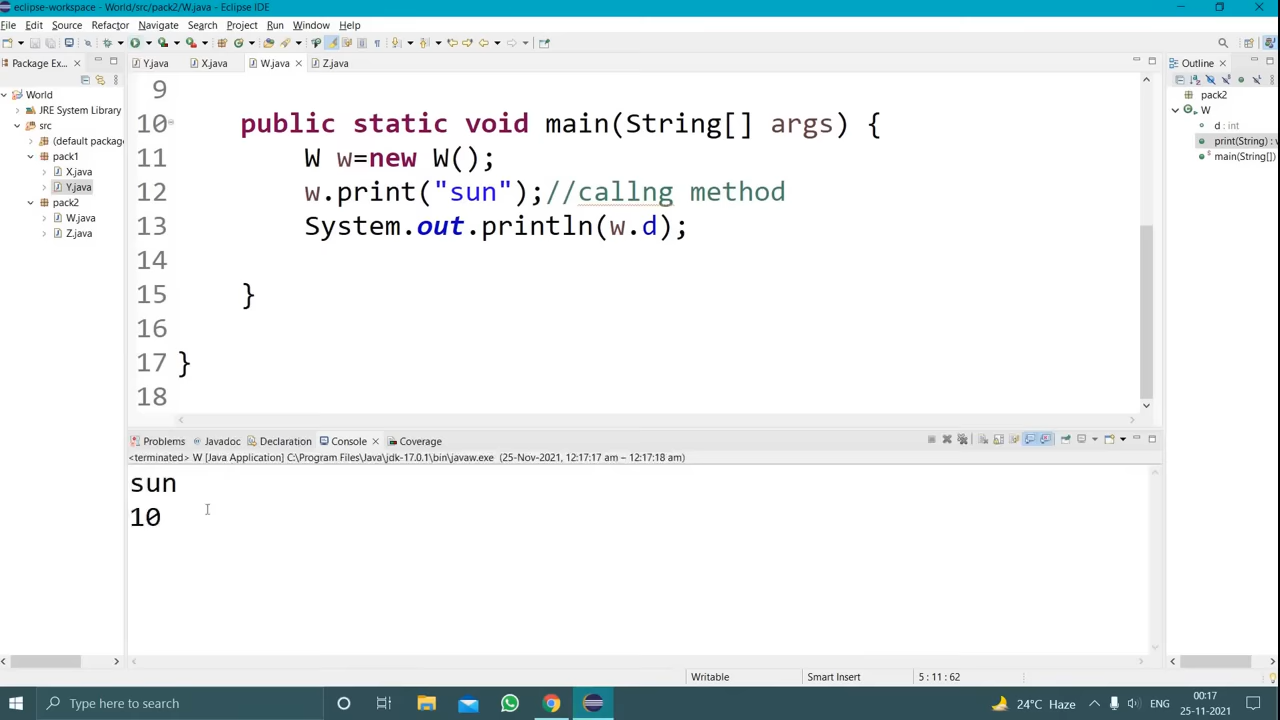 eclipse-workspace - World/src/pack2/W.java - Eclipse IDE
File Edit Source Refactor Navigate Search Project Run Window Help
Package Ex... Y.java X.java W.java Z.java Outline
World
JRE System Library
src
(default package
pack1
X.java
Y.java
pack2
W.java
Z.java
9
10 public static void main(String[] args) {
11 W w=new W();
12 w.print("sun");//callng method
13 System.out.println(w.d);
14
15 }
16
17 }
18
pack2
W
d : int
print(String) : v
main(String[])
Problems Javadoc Declaration Console Coverage
<terminated> W [Java Application] C:\Program Files\Java\jdk-17.0.1\bin\javaw.exe (25-Nov-2021, 12:17:17 am – 12:17:18 am)
sun
10
Writable Smart Insert 5 : 11 : 62
Type here to search 24°C Haze ENG 00:17
25-11-2021